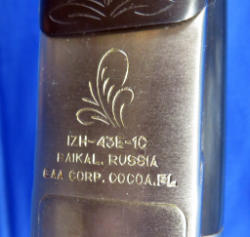 IZH-43E-1C
BAIKAL. RUSSIA
EAA CORP. COCOA.FL